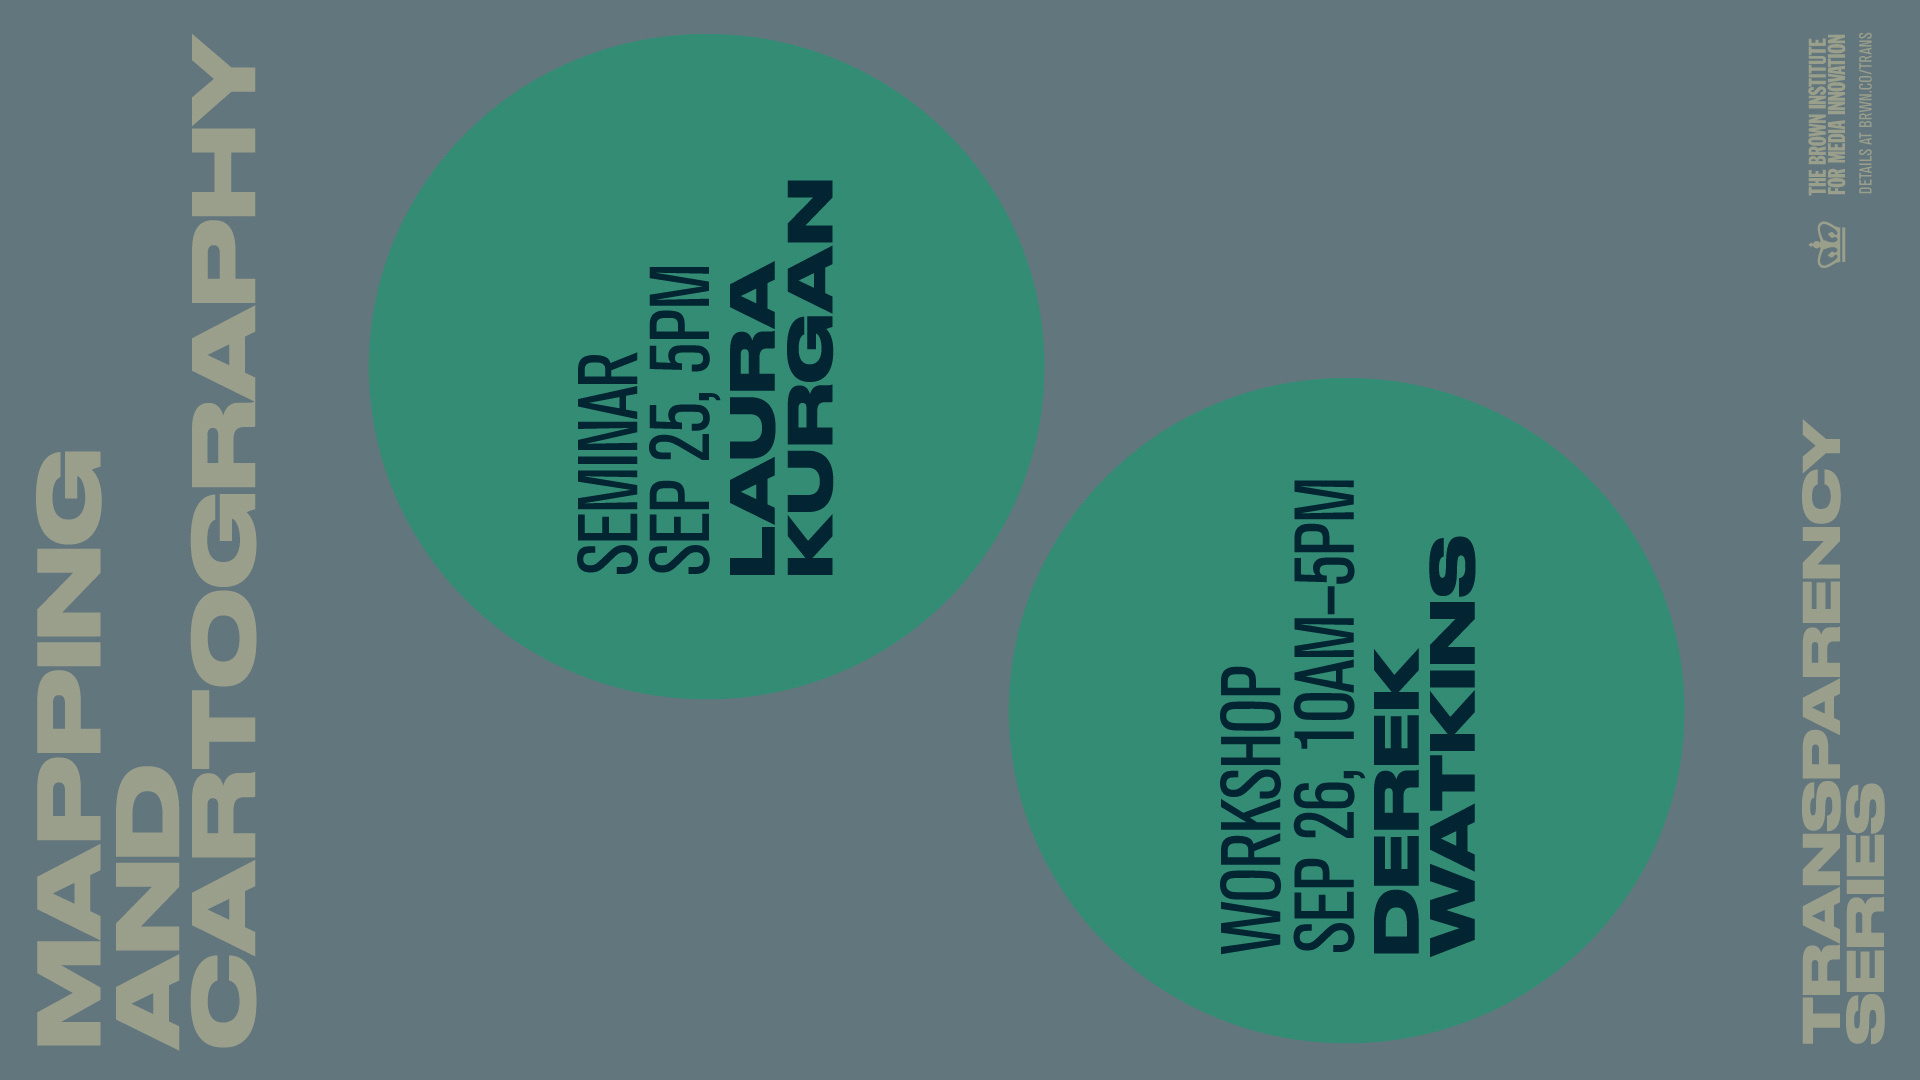 MAPPING
AND
CARTOGRAPHY
SEMINAR
SEP 25, 5PM
LAURA
KURGAN
WORKSHOP
SEP 26, 10AM–5PM
DEREK
WATKINS
TRANSPARENCY
SERIES
THE BROWN INSTITUTE
FOR MEDIA INNOVATION
DETAILS AT BRWN.CO/TRANS